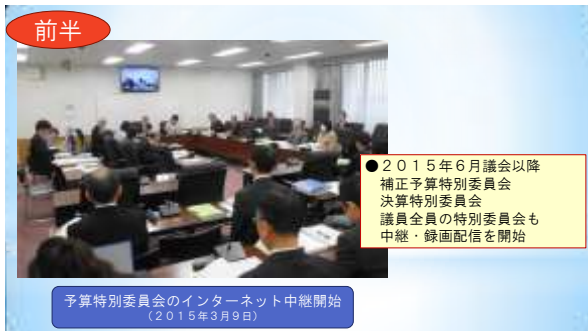 前半
●２０１５年６月議会以降
補正予算特別委員会
決算特別委員会
議員全員の特別委員会も
中継・録画配信を開始
予算特別委員会のインターネット中継開始
（２０１５年３月９日）